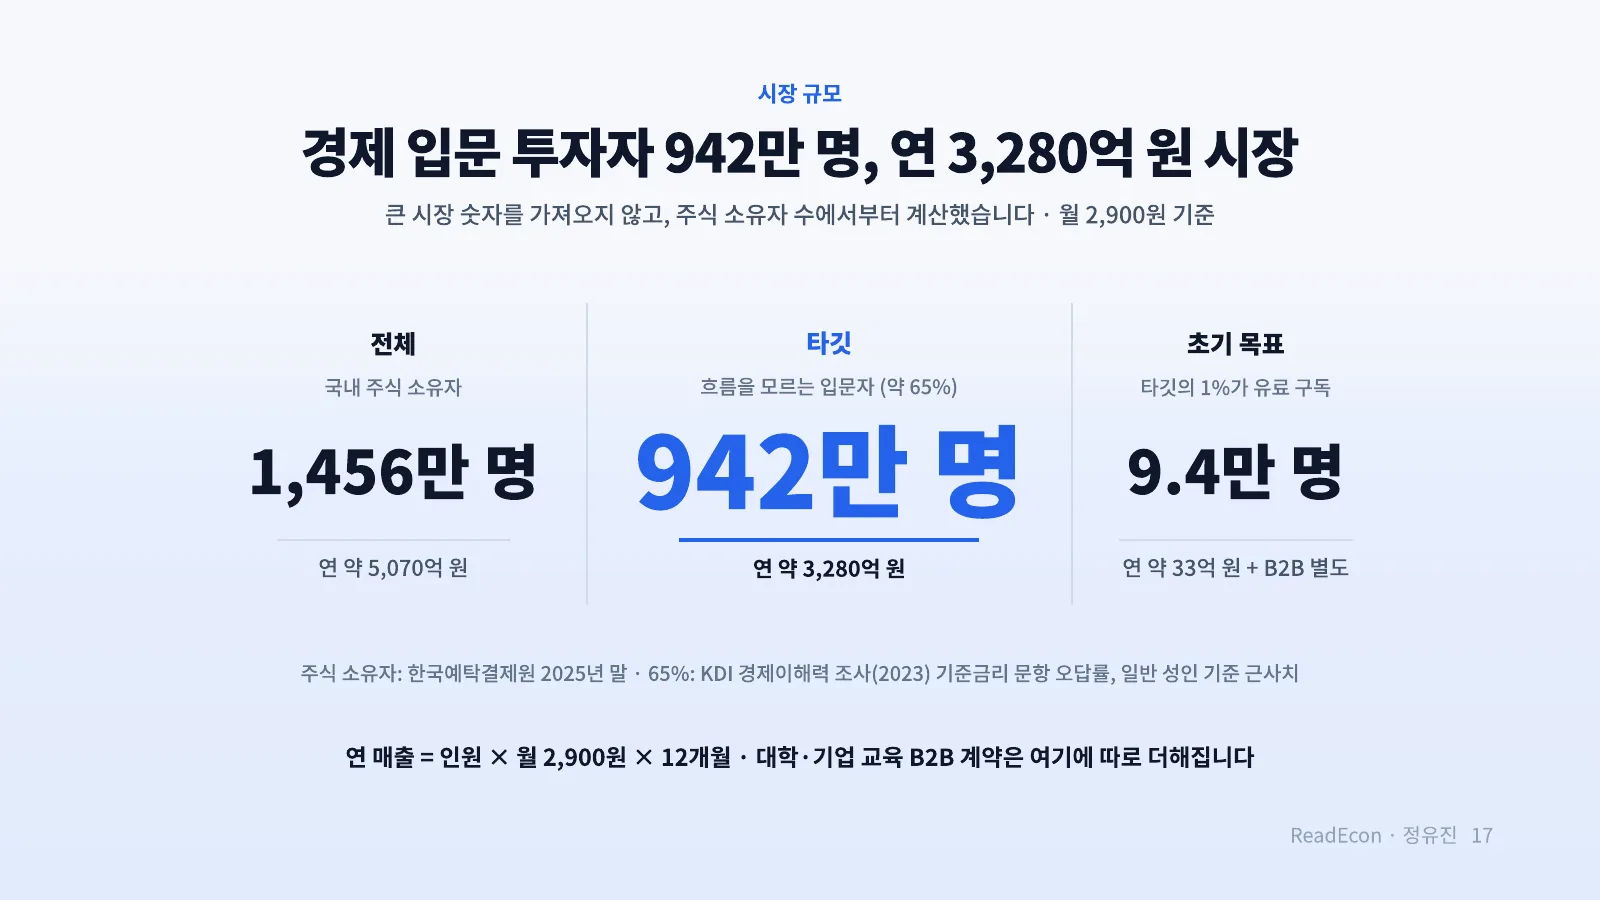 시장 규모
경제 입문 투자자 942만 명, 연 3,280억 원 시장
큰 시장 숫자를 가져오지 않고, 주식 소유자 수에서부터 계산했습니다 · 월 2,900원 기준
전체
국내 주식 소유자
1,456만 명
연 약 5,070억 원
타깃
흐름을 모르는 입문자 (약 65%)
942만 명
연 약 3,280억 원
초기 목표
타깃의 1%가 유료 구독
9.4만 명
연 약 33억 원 + B2B 별도
주식 소유자: 한국예탁결제원 2025년 말 · 65%: KDI 경제이해력 조사(2023) 기준금리 문항 오답률, 일반 성인 기준 근사치
연 매출 = 인원 × 월 2,900원 × 12개월 · 대학·기업 교육 B2B 계약은 여기에 따로 더해집니다
ReadEcon · 정유진 17